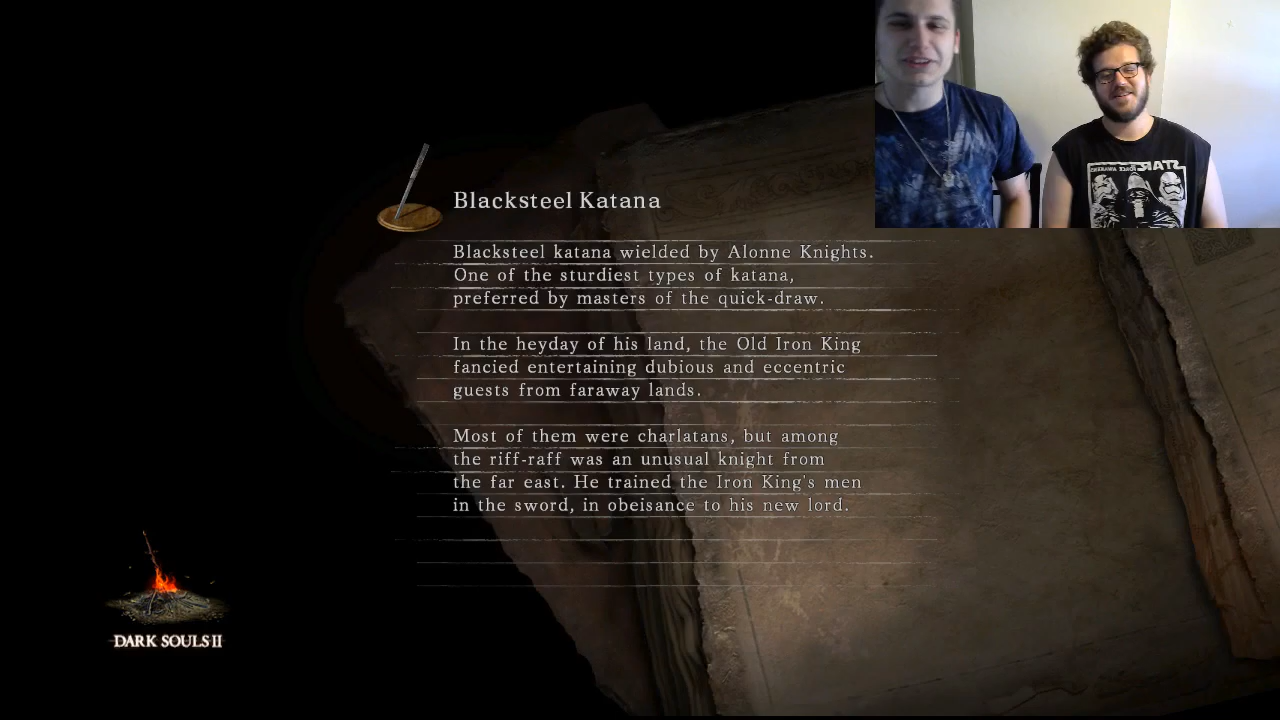 Blacksteel Katana
Blacksteel katana wielded by Alonne Knights.
One of the sturdiest types of katana,
preferred by masters of the quick-draw.
In the heyday of his land, the Old Iron King
fancied entertaining dubious and eccentric
guests from faraway lands.
Most of them were charlatans, but among
the riff-raff was an unusual knight from
the far east. He trained the Iron King's men
in the sword, in obeisance to his new lord.
DARK SOULS II
STAR